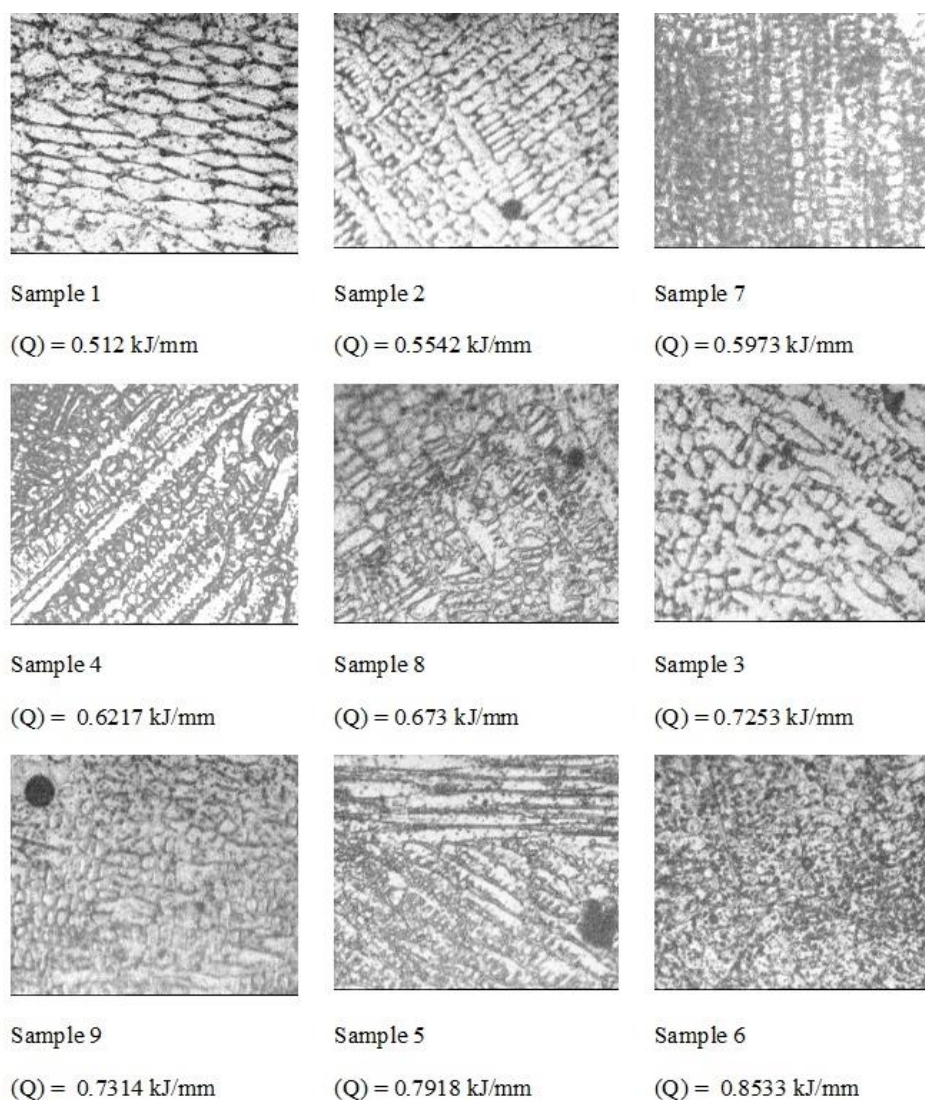 Sample 1
Sample 2
Sample 7
(Q) = 0.512 kJ/mm
(Q) = 0.5542 kJ/mm
(Q) = 0.5973 kJ/mm
Sample 4
Sample 8
Sample 3
(Q) =  0.6217 kJ/mm
(Q) = 0.673 kJ/mm
(Q) = 0.7253 kJ/mm
Sample 9
Sample 5
Sample 6
(Q) =  0.7314 kJ/mm
(Q) = 0.7918 kJ/mm
(Q) =  0.8533 kJ/mm